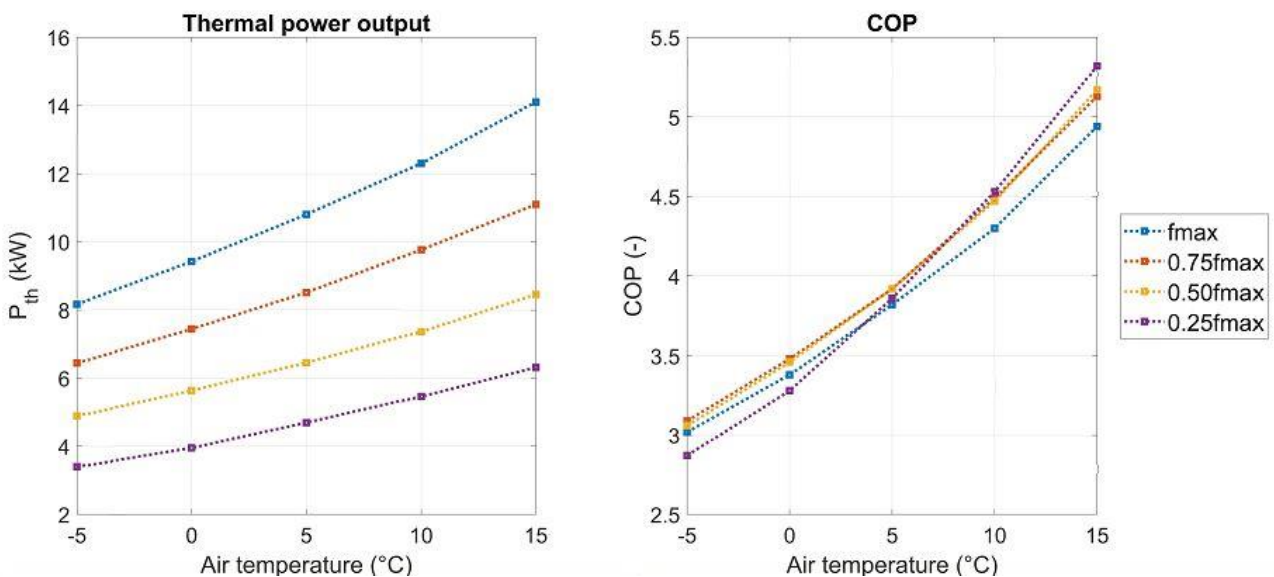 Thermal power output
16
14
12
10
8
6
4
2
P_th (kW)
-5 0 5 10 15
Air temperature (°C)
COP
5.5
5
4.5
4
3.5
3
2.5
COP (-)
-5 0 5 10 15
Air temperature (°C)
fmax
0.75fmax
0.50fmax
0.25fmax